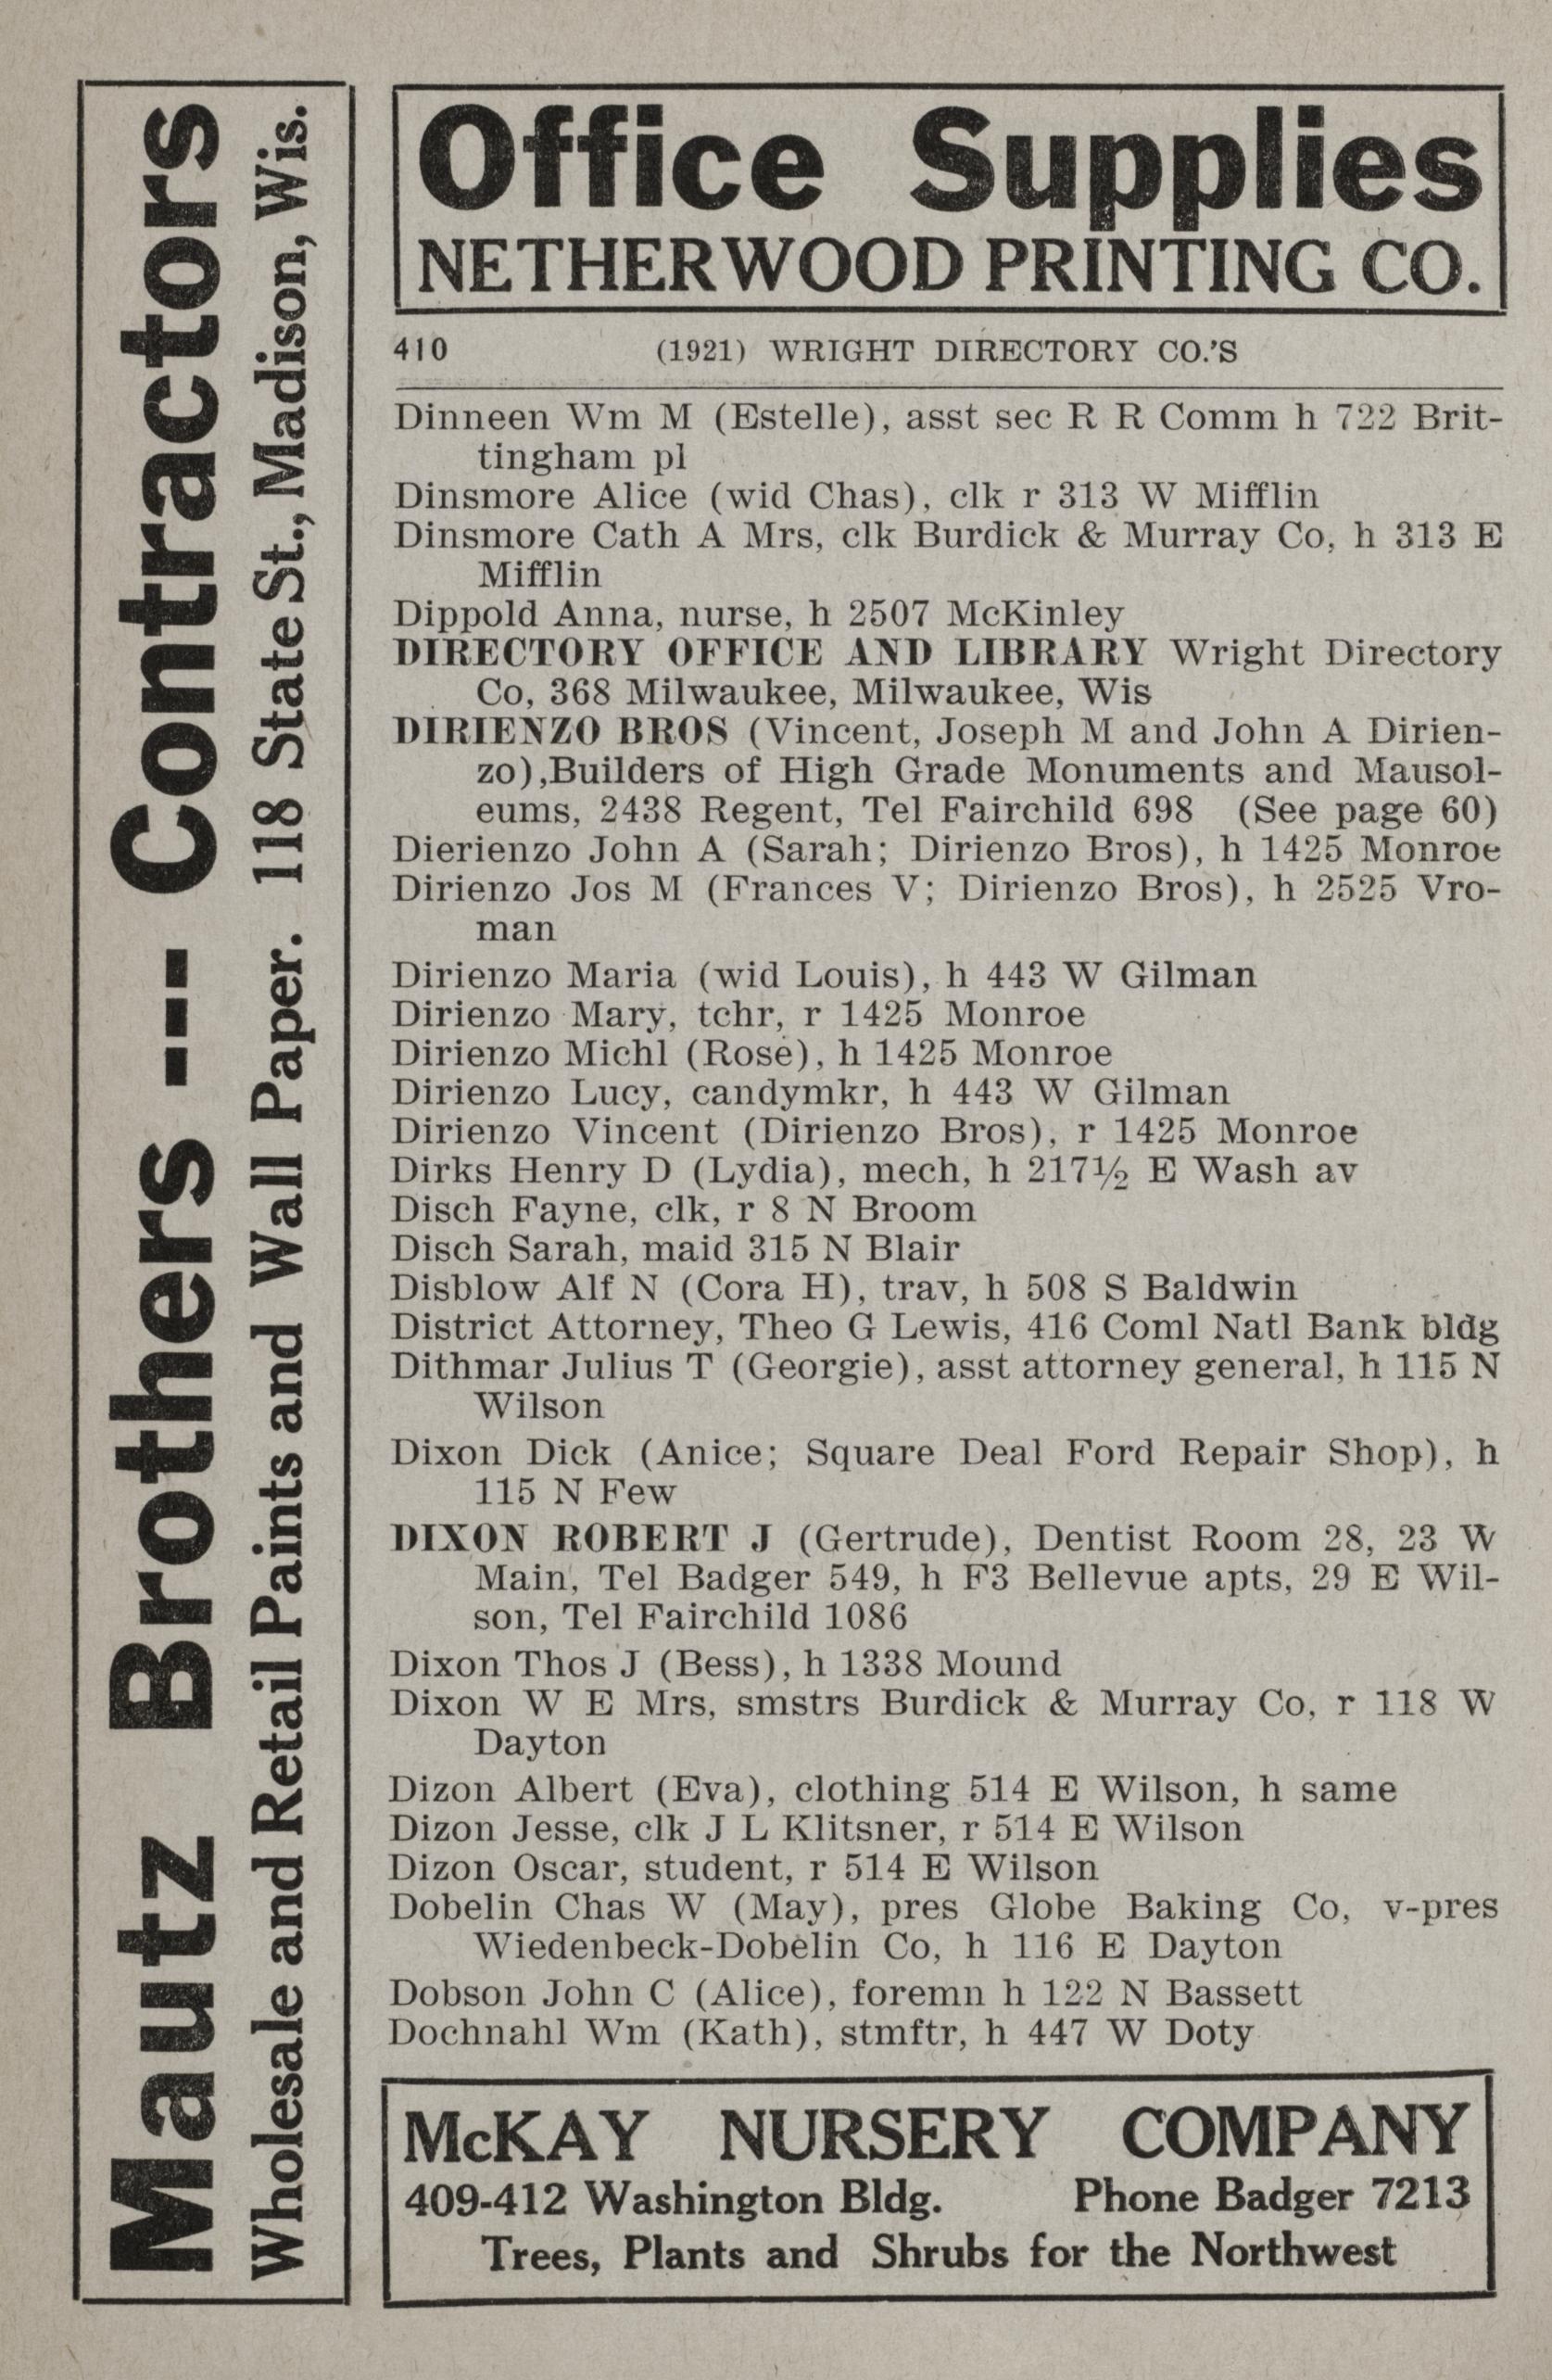 Mautz Brothers --- Contractors
Wholesale and Retail Paints and Wall Paper. 118 State St., Madison, Wis.
Office Supplies
NETHERWOOD PRINTING CO.
410 (1921) WRIGHT DIRECTORY CO.'S
Dinneen Wm M (Estelle), asst sec R R Comm h 722 Brit-
tingham pl
Dinsmore Alice (wid Chas), clk r 313 W Mifflin
Dinsmore Cath A Mrs, clk Burdick & Murray Co, h 313 E
Mifflin
Dippold Anna, nurse, h 2507 McKinley
DIRECTORY OFFICE AND LIBRARY Wright Directory
Co, 368 Milwaukee, Milwaukee, Wis
DIRIENZO BROS (Vincent, Joseph M and John A Dirien-
zo),Builders of High Grade Monuments and Mausol-
eums, 2438 Regent, Tel Fairchild 698 (See page 60)
Dierienzo John A (Sarah; Dirienzo Bros), h 1425 Monroe
Dirienzo Jos M (Frances V; Dirienzo Bros), h 2525 Vro-
man
Dirienzo Maria (wid Louis), h 443 W Gilman
Dirienzo Mary, tchr, r 1425 Monroe
Dirienzo Michl (Rose), h 1425 Monroe
Dirienzo Lucy, candymkr, h 443 W Gilman
Dirienzo Vincent (Dirienzo Bros), r 1425 Monroe
Dirks Henry D (Lydia), mech, h 217½ E Wash av
Disch Fayne, clk, r 8 N Broom
Disch Sarah, maid 315 N Blair
Disblow Alf N (Cora H), trav, h 508 S Baldwin
District Attorney, Theo G Lewis, 416 Coml Natl Bank bldg
Dithmar Julius T (Georgie), asst attorney general, h 115 N
Wilson
Dixon Dick (Anice; Square Deal Ford Repair Shop), h
115 N Few
DIXON ROBERT J (Gertrude), Dentist Room 28, 23 W
Main, Tel Badger 549, h F3 Bellevue apts, 29 E Wil-
son, Tel Fairchild 1086
Dixon Thos J (Bess), h 1338 Mound
Dixon W E Mrs, smstrs Burdick & Murray Co, r 118 W
Dayton
Dizon Albert (Eva), clothing 514 E Wilson, h same
Dizon Jesse, clk J L Klitsner, r 514 E Wilson
Dizon Oscar, student, r 514 E Wilson
Dobelin Chas W (May), pres Globe Baking Co, v-pres
Wiedenbeck-Dobelin Co, h 116 E Dayton
Dobson John C (Alice), foremn h 122 N Bassett
Dochnahl Wm (Kath), stmftr, h 447 W Doty
McKAY NURSERY COMPANY
409-412 Washington Bldg. Phone Badger 7213
Trees, Plants and Shrubs for the Northwest